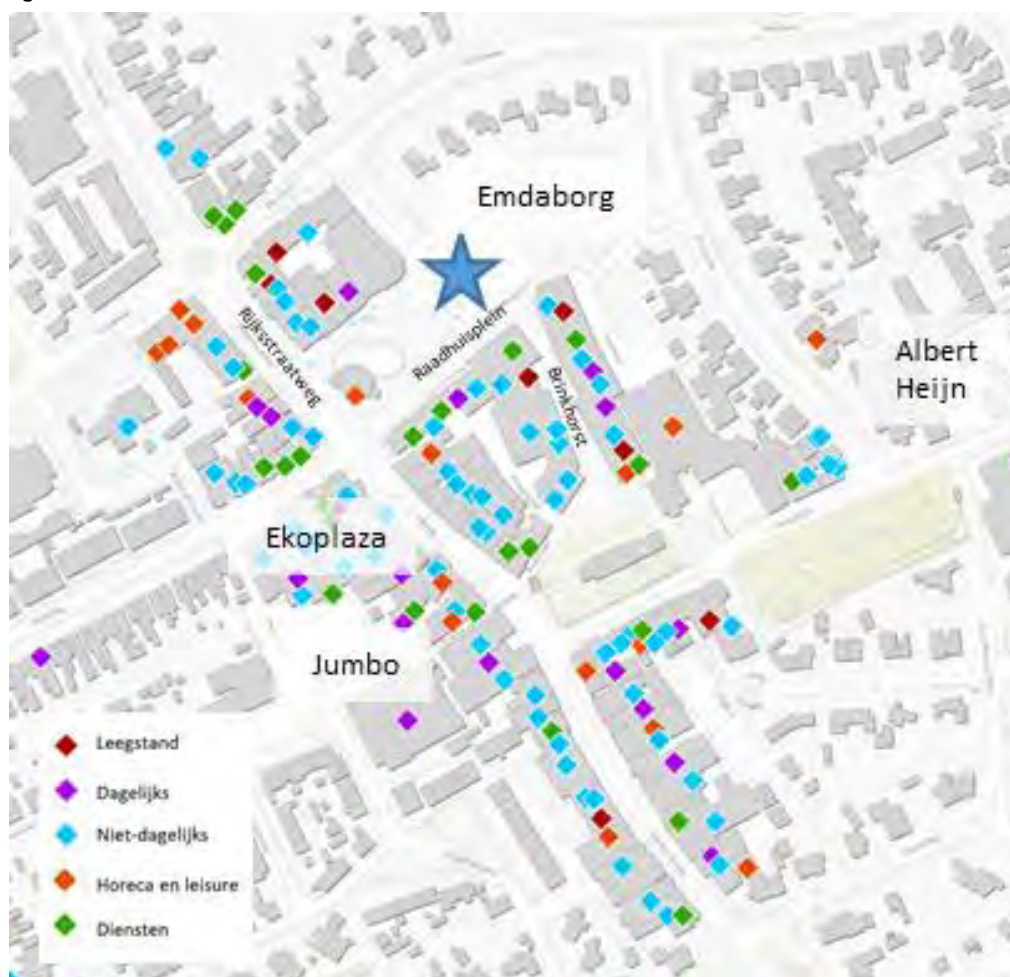 Emdaborg
Albert
Heijn
Rijksstraatweg
Raadhuisplein
Brinkhorst
Ekoplaza
Jumbo
Leegstand
Dagelijks
Niet-dagelijks
Horeca en leisure
Diensten